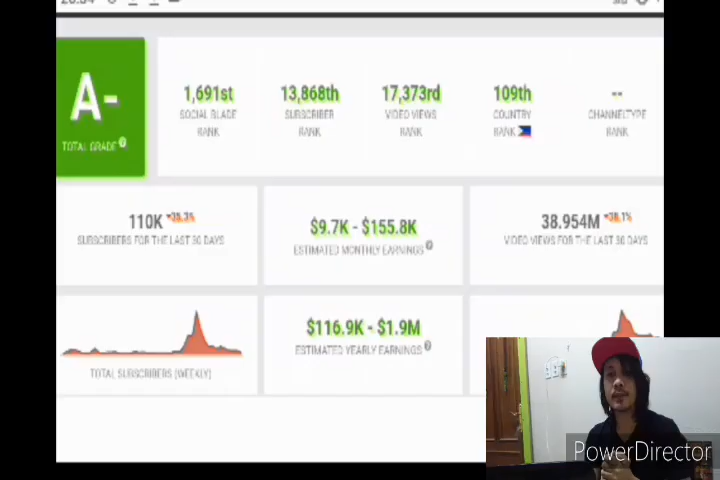 A-
TOTAL GRADE
1,691st
SOCIAL BLADE
RANK
13,868th
SUBSCRIBER
RANK
17,373rd
VIDEO VIEWS
RANK
109th
COUNTRY
RANK
--
CHANNELTYPE
RANK
110K
SUBSCRIBERS FOR THE LAST 30 DAYS
$9.7K - $155.8K
ESTIMATED MONTHLY EARNINGS
38.954M
VIDEO VIEWS FOR THE LAST 30 DAYS
TOTAL SUBSCRIBERS (WEEKLY)
$116.9K - $1.9M
ESTIMATED YEARLY EARNINGS
PowerDirector